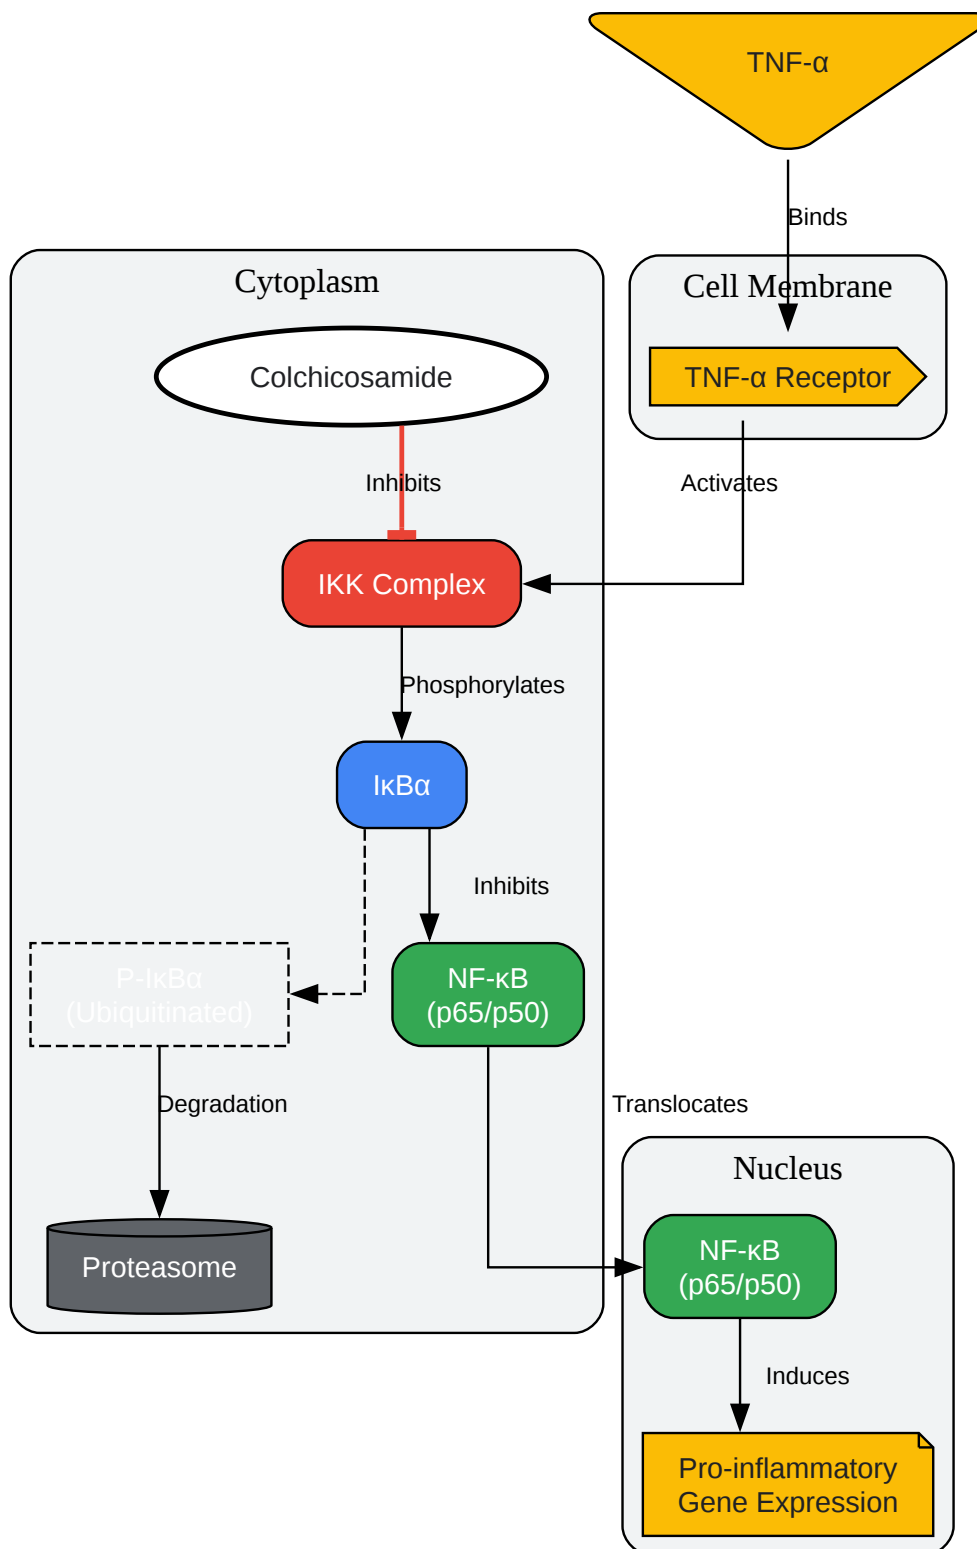 TNF-α
Binds
Cytoplasm
Cell Membrane
Colchicosamide
TNF-α Receptor
Inhibits
Activates
IKK Complex
Phosphorylates
IκBα
Inhibits
P-IκBα
(Ubiquitinated)
NF-κB
(p65/p50)
Degradation
Translocates
Nucleus
Proteasome
NF-κB
(p65/p50)
Induces
Pro-inflammatory
Gene Expression